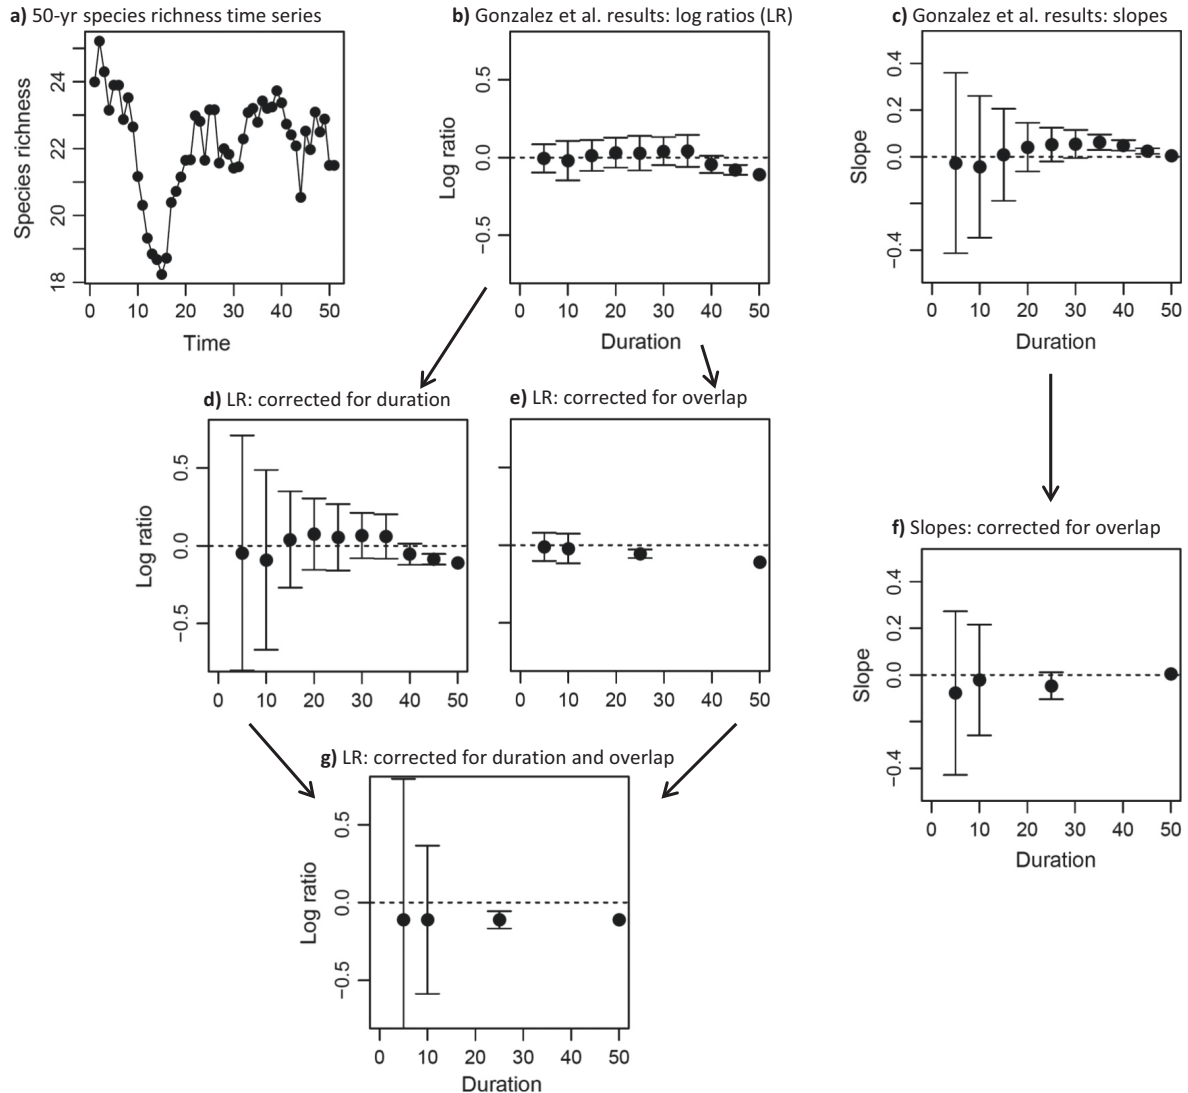 a) 50-yr species richness time series
b) Gonzalez et al. results: log ratios (LR)
c) Gonzalez et al. results: slopes
Species richness
24
22
20
18
0 10 20 30 40 50
Time
Log ratio
0.5
0.0
−0.5
0 10 20 30 40 50
Duration
Slope
0.4
0.2
0.0
−0.4
0 10 20 30 40 50
Duration
d) LR: corrected for duration
e) LR: corrected for overlap
Log ratio
0.5
0.0
−0.5
0 10 20 30 40 50
0 10 20 30 40 50
f) Slopes: corrected for overlap
Slope
0.4
0.2
0.0
−0.4
0 10 20 30 40 50
Duration
g) LR: corrected for duration and overlap
Log ratio
0.5
0.0
−0.5
0 10 20 30 40 50
Duration